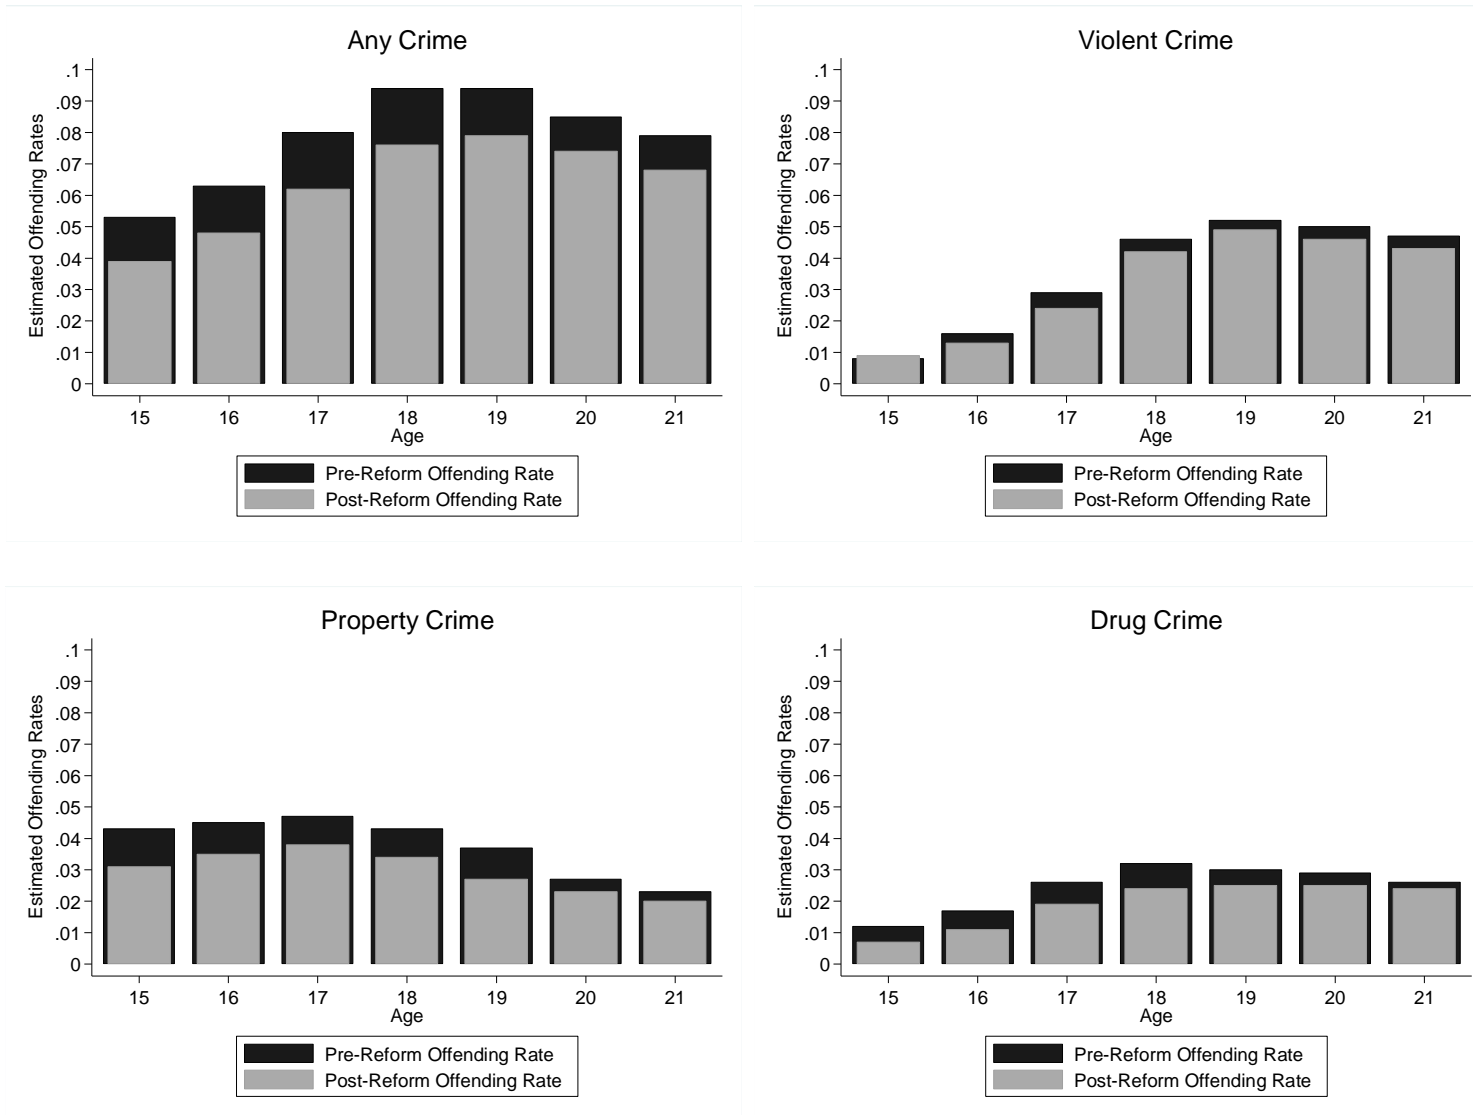 Any Crime
Estimated Offending Rates
.1
.09
.08
.07
.06
.05
.04
.03
.02
.01
0
15 16 17 18 19 20 21
Age
Pre-Reform Offending Rate
Post-Reform Offending Rate
Violent Crime
Estimated Offending Rates
.1
.09
.08
.07
.06
.05
.04
.03
.02
.01
0
15 16 17 18 19 20 21
Age
Pre-Reform Offending Rate
Post-Reform Offending Rate
Property Crime
Estimated Offending Rates
.1
.09
.08
.07
.06
.05
.04
.03
.02
.01
0
15 16 17 18 19 20 21
Age
Pre-Reform Offending Rate
Post-Reform Offending Rate
Drug Crime
Estimated Offending Rates
.1
.09
.08
.07
.06
.05
.04
.03
.02
.01
0
15 16 17 18 19 20 21
Age
Pre-Reform Offending Rate
Post-Reform Offending Rate